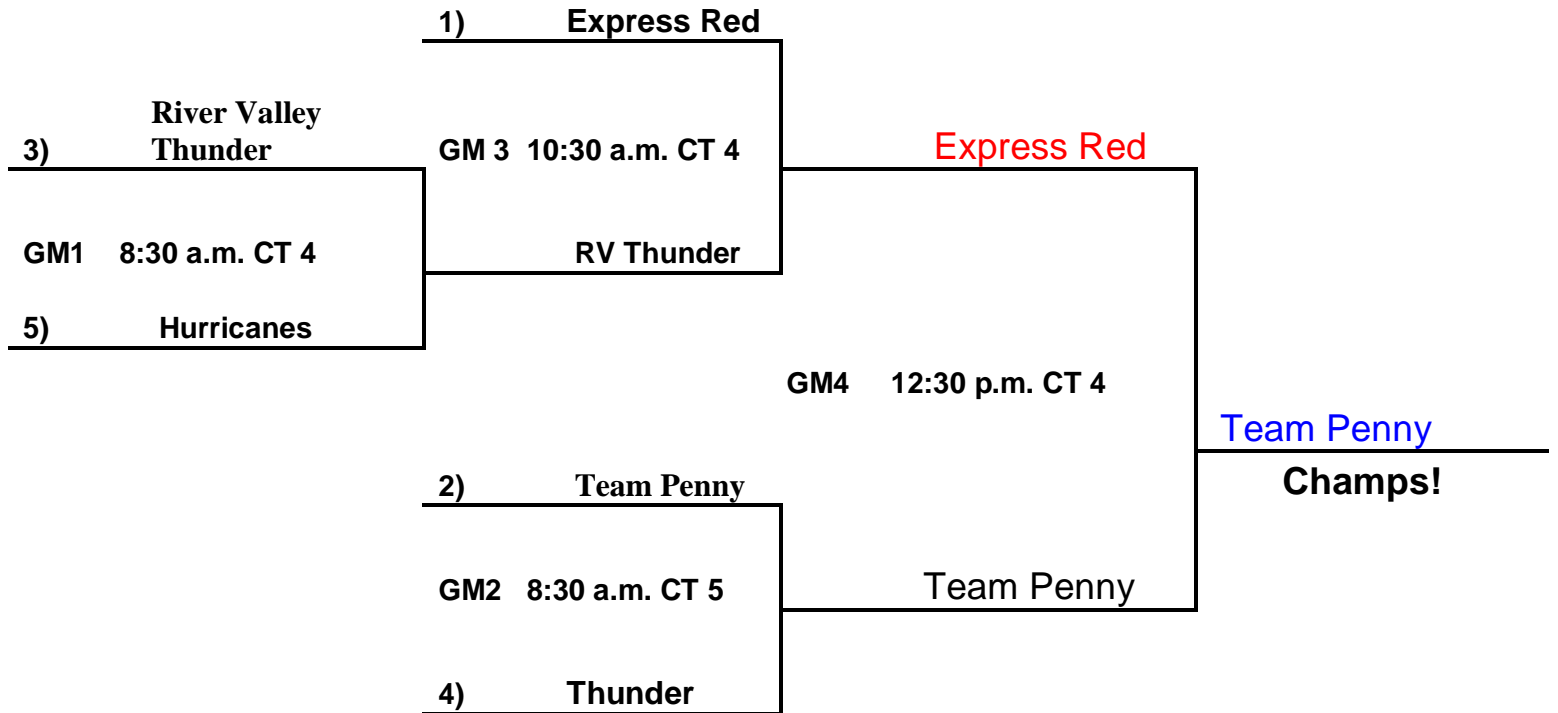 1) Express Red
River Valley
3) Thunder
GM 3 10:30 a.m. CT 4
Express Red
GM1 8:30 a.m. CT 4
RV Thunder
5) Hurricanes
GM4 12:30 p.m. CT 4
Team Penny
Champs!
2) Team Penny
GM2 8:30 a.m. CT 5
Team Penny
4) Thunder